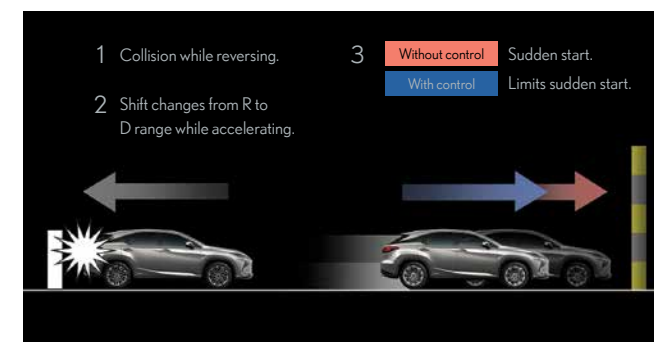 1 Collision while reversing.
2 Shift changes from R to
D range while accelerating.
3 Without control Sudden start.
With control Limits sudden start.